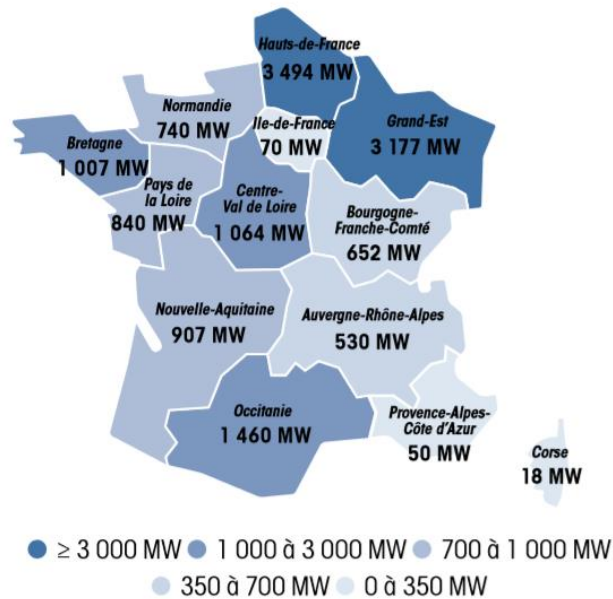 Hauts-de-France
3 494 MW
Normandie
740 MW
Ile-de-France
70 MW
Grand-Est
3 177 MW
Bretagne
1 007 MW
Pays de
la Loire
840 MW
Centre-
Val de Loire
1 064 MW
Bourgogne-
Franche-Comté
652 MW
Nouvelle-Aquitaine
907 MW
Auvergne-Rhône-Alpes
530 MW
Occitanie
1 460 MW
Provence-Alpes-
Côte d'Azur
50 MW
Corse
18 MW
≥ 3 000 MW 1 000 à 3 000 MW 700 à 1 000 MW
350 à 700 MW 0 à 350 MW